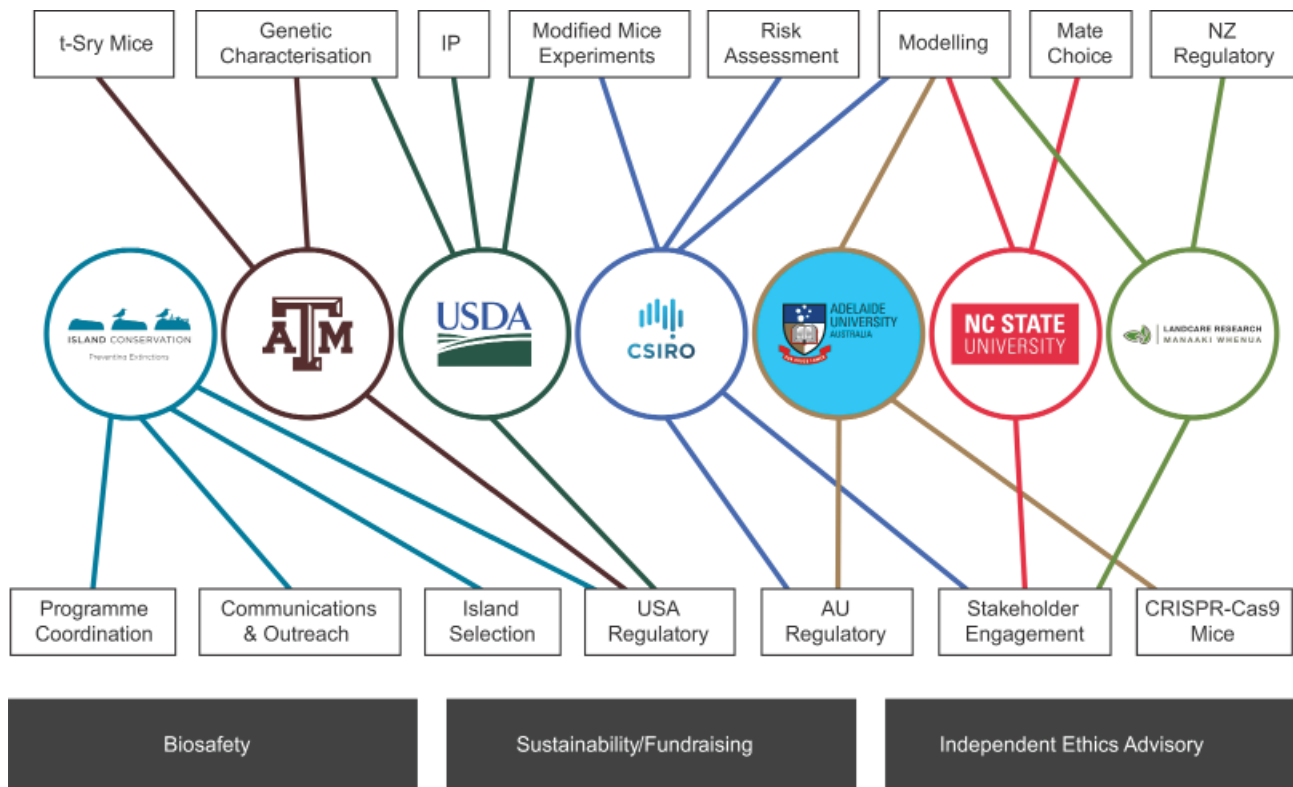 t-Sry Mice
Genetic
Characterisation
IP
Modified Mice
Experiments
Risk
Assessment
Modelling
Mate
Choice
NZ
Regulatory
ISLAND CONSERVATION
Preventing Extinctions
ATM
USDA
CSIRO
ADELAIDE
UNIVERSITY
AUSTRALIA
NC STATE
UNIVERSITY
LANDCARE RESEARCH
MANAAKI WHENUA
Programme
Coordination
Communications
& Outreach
Island
Selection
USA
Regulatory
AU
Regulatory
Stakeholder
Engagement
CRISPR-Cas9
Mice
Biosafety
Sustainability/Fundraising
Independent Ethics Advisory